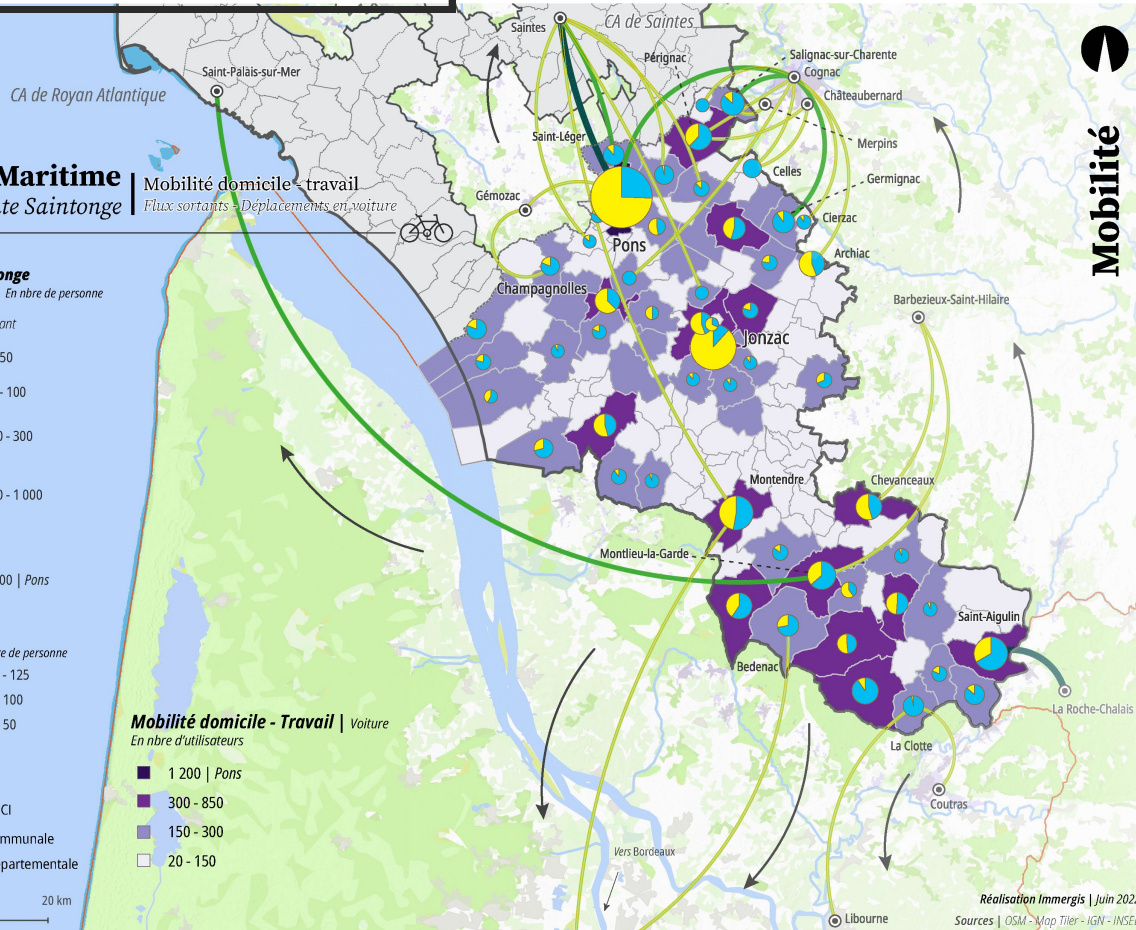 Saintes
CA de Saintes
Pérignac
Salignac-sur-Charente
Cognac
Châteaubernard
Saint-Palais-sur-Mer
CA de Royan Atlantique
Saint-Léger
Merpins
Celles
Germignac
Maritime
te Saintonge
Mobilité domicile - travail
Flux sortants - Déplacements en voiture
Gémozac
Cierzac
Pons
Archiac
Mobilité
onge
En nbre de personne
Champagnolles
Barbezieux-Saint-Hilaire
ant
Jonzac
50
- 100
- 300
- 1 000
Montendre
Chevanceaux
Montlieu-la-Garde
00 | Pons
Saint-Aigulin
re de personne
- 125
100
50
Bedenac
La Roche-Chalais
Mobilité domicile - Travail | Voiture
En nbre d'utilisateurs
La Clotte
1 200 | Pons
300 - 850
150 - 300
20 - 150
Coutras
CI
mmunale
partementale
Vers Bordeaux
20 km
Réalisation Immergis | Juin 202
Libourne
Sources | OSM - Map Tiler - IGN - INSE